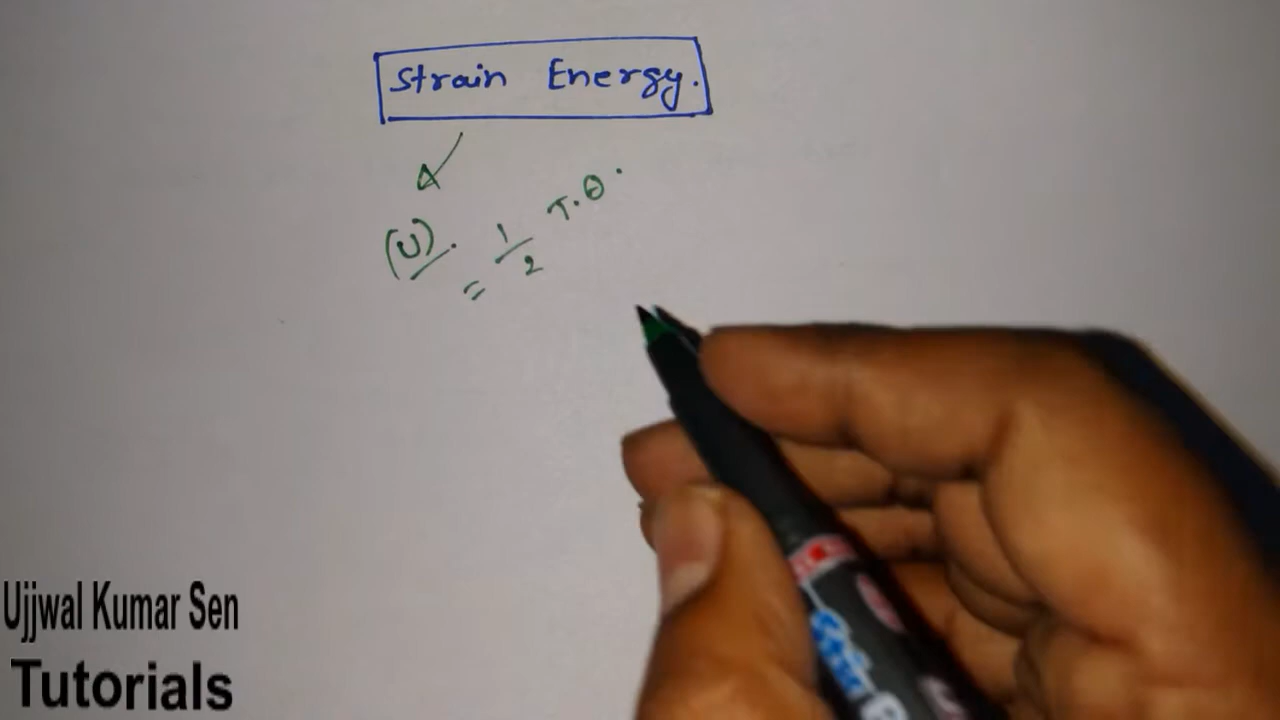 Strain Energy.
(U). = 1/2 T.θ.
Ujjwal Kumar Sen
Tutorials